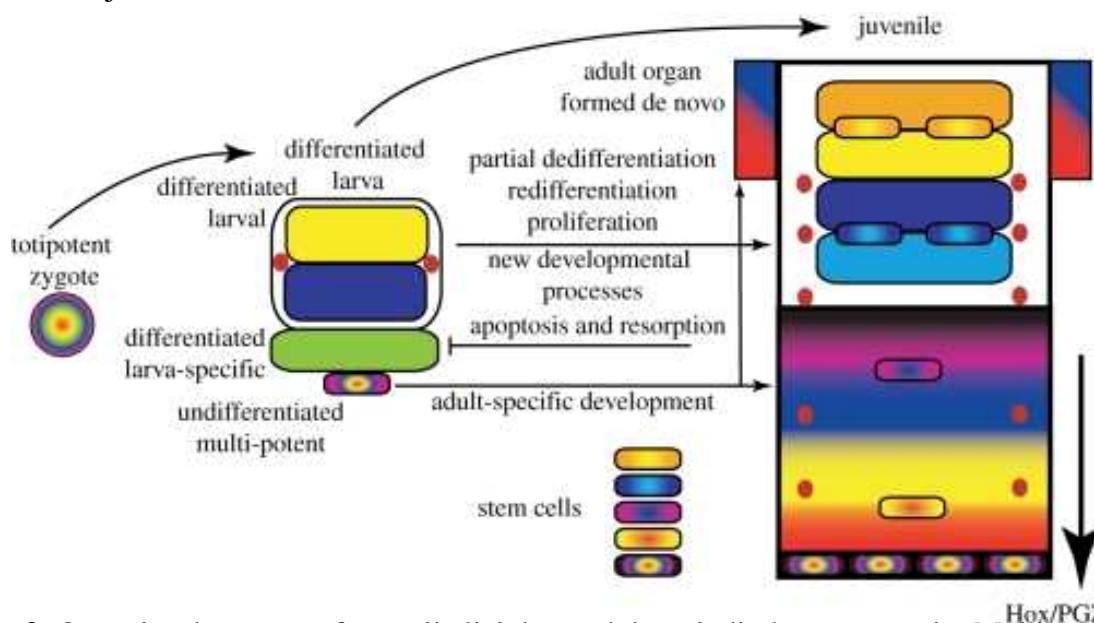 juvenile
adult organ
formed de novo
differentiated
larva
partial dedifferentiation
redifferentiation
proliferation
differentiated
larval
totipotent
zygote
new developmental
processes
apoptosis and resorption
differentiated
larva-specific
adult-specific development
undifferentiated
multi-potent
stem cells